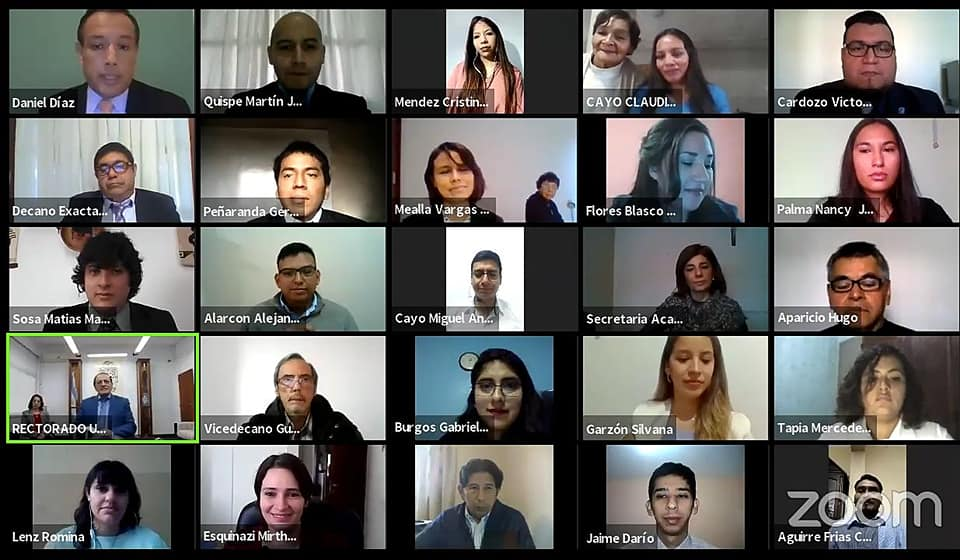 Daniel Díaz
Quispe Martín J...
Mendez Cristin...
CAYO CLAUDI...
Cardozo Victo...
Decano Exacta...
Peñaranda Ger...
Mealla Vargas ...
Flores Blasco ...
Palma Nancy J...
Sosa Matias Ma...
Alarcon Alejan...
Cayo Miguel An...
Secretaria Aca...
Aparicio Hugo
RECTORADO U...
Vicedecano Gu...
Burgos Gabriel...
Garzón Silvana
Tapia Mercede...
Lenz Romina
Esquinazi Mirth...
Jaime Darío
Aguirre Frias C...
zoom